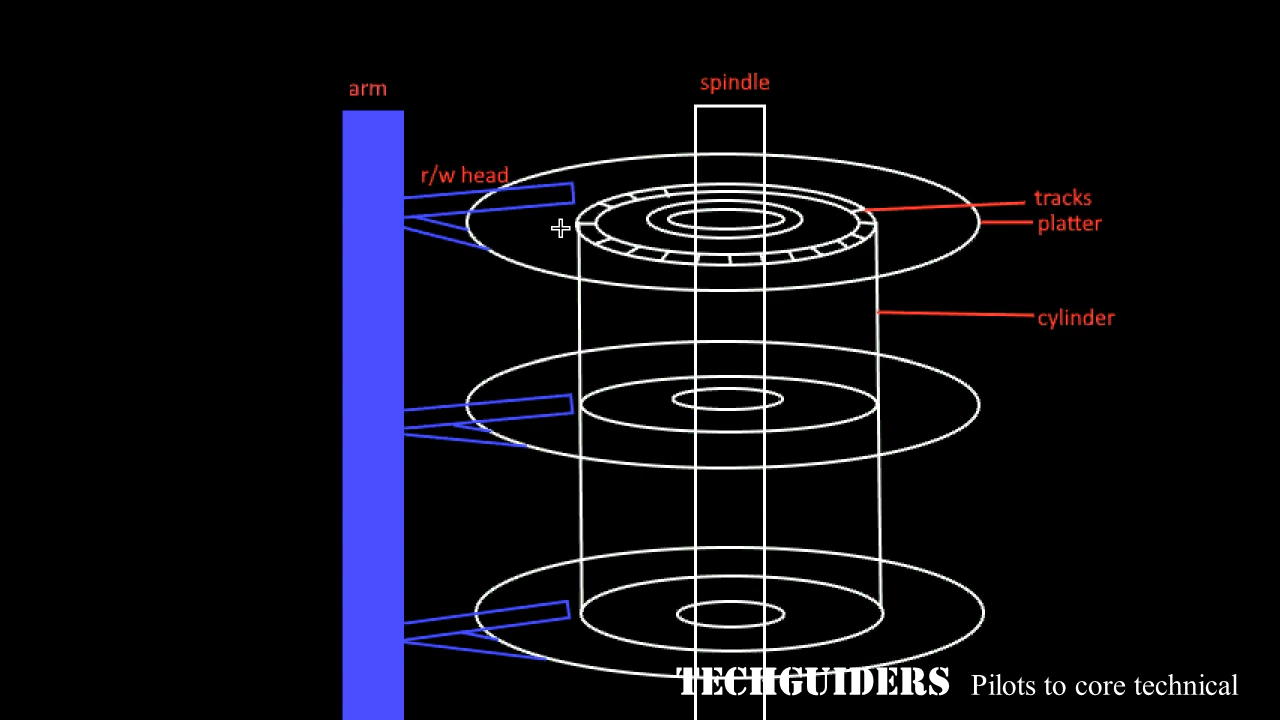 spindle
arm
r/w head
tracks
platter
cylinder
TECHGUIDERS Pilots to core technical